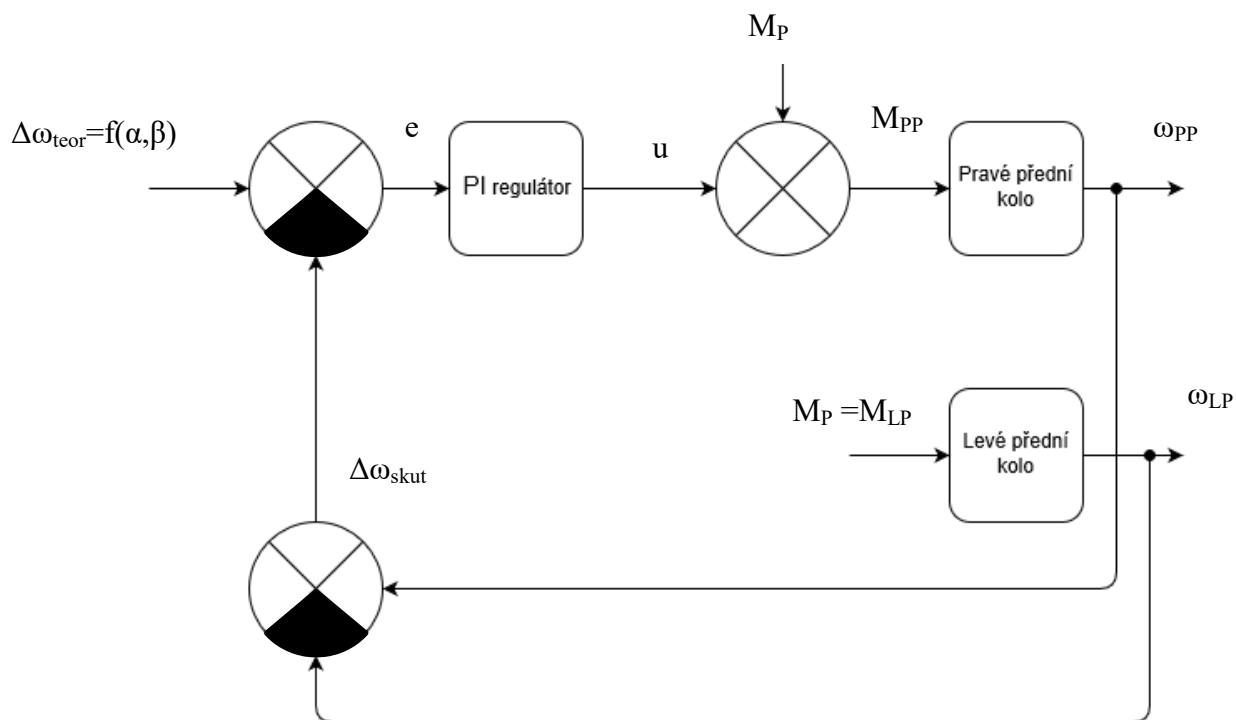 M_P
Δω_teor=f(α,β)
e
PI regulátor
u
M_PP
Pravé přední
kolo
ω_PP
M_P =M_LP
Levé přední
kolo
ω_LP
Δω_skut